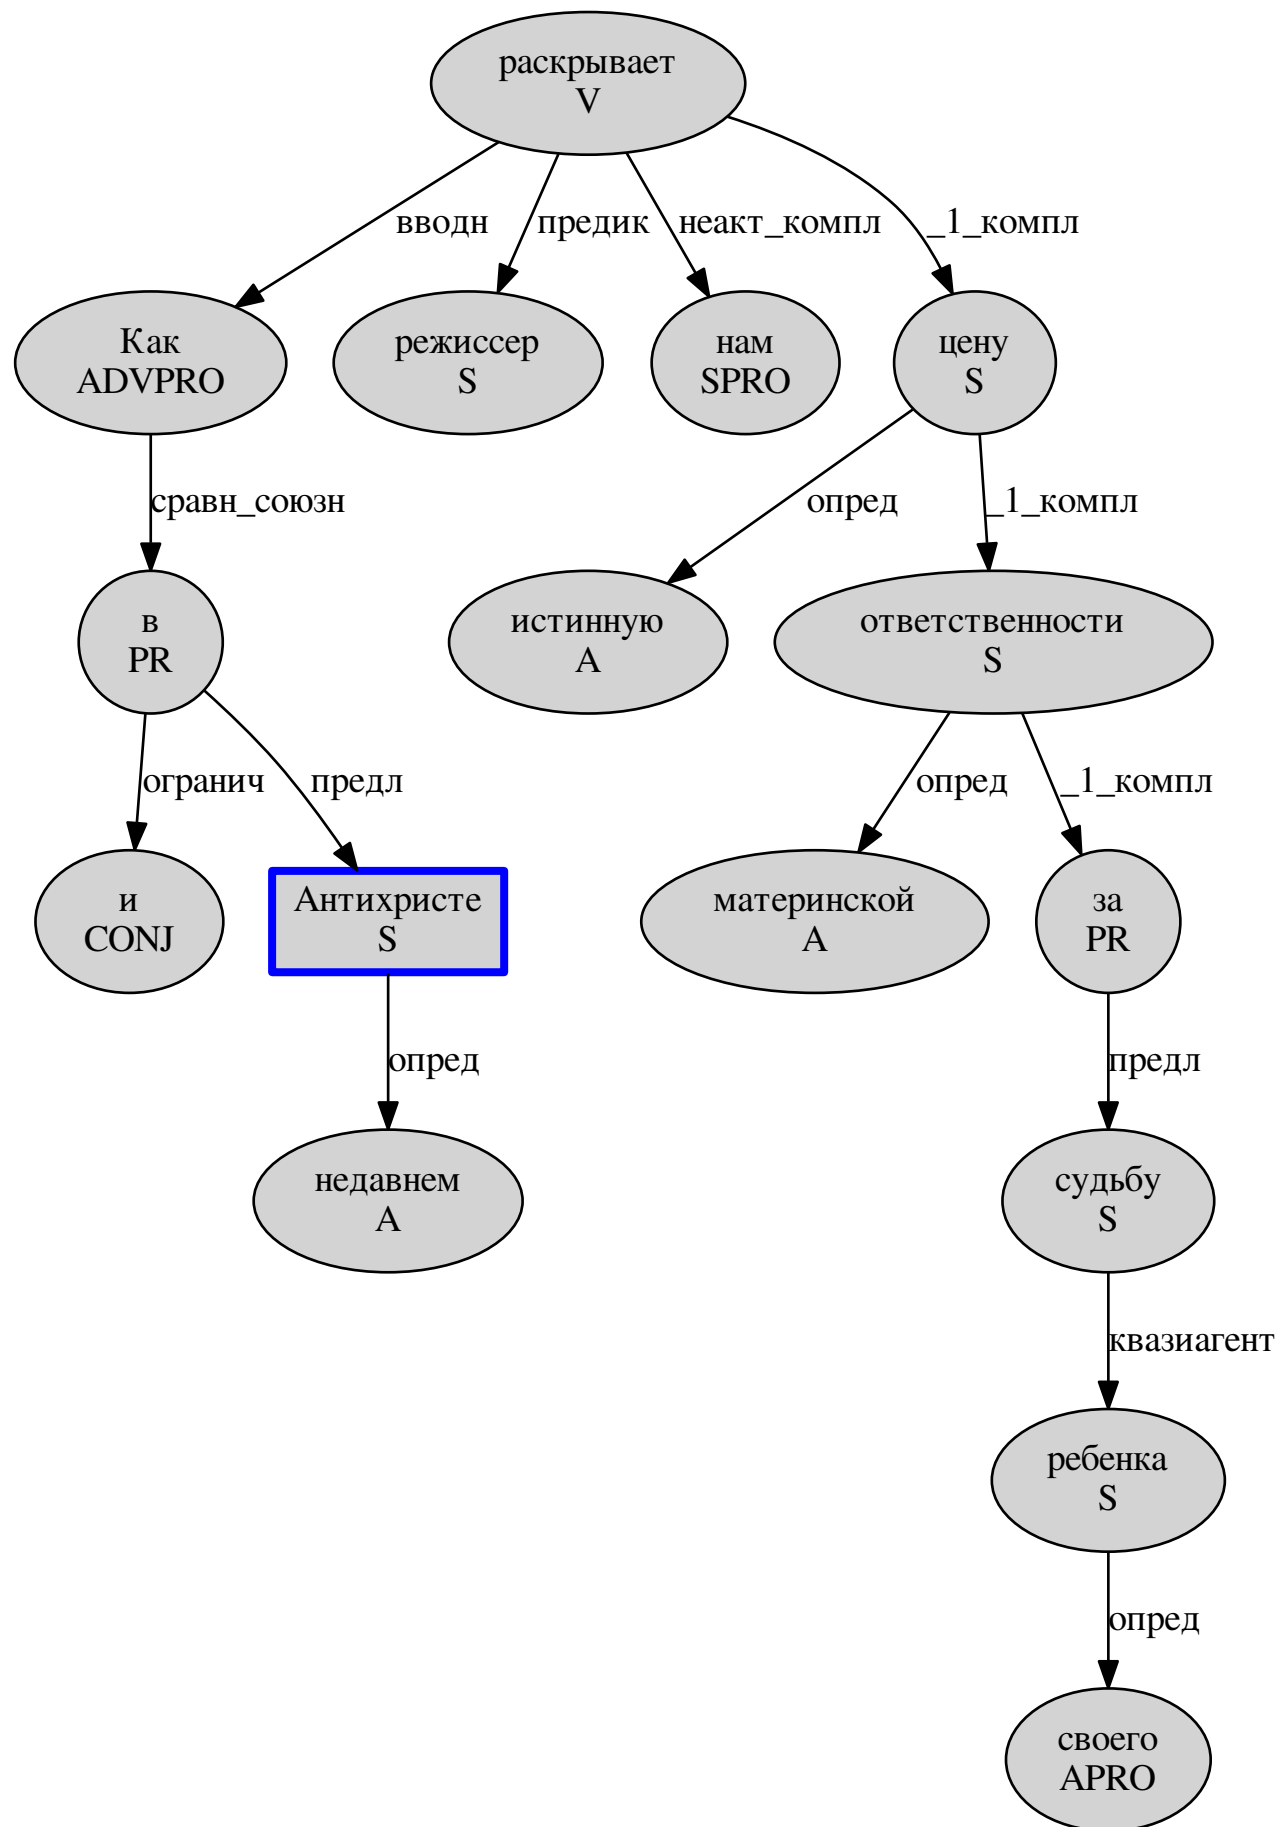 раскрывает
V
вводн
предик
неакт_компл
_1_компл
Как
ADVPRO
режиссер
S
нам
SPRO
цену
S
сравн_союзн
опред
_1_компл
в
PR
истинную
A
ответственности
S
огранич
предл
опред
_1_компл
и
CONJ
Антихристе
S
материнской
A
за
PR
опред
предл
недавнем
A
судьбу
S
квазиагент
ребенка
S
опред
своего
APRO